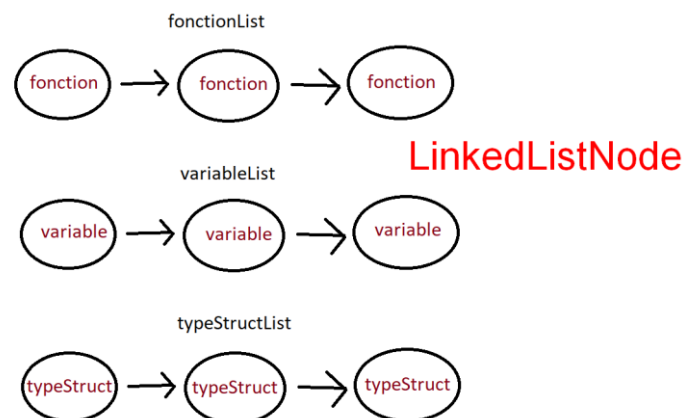 fonctionList
fonction fonction fonction
LinkedListNode
variableList
variable variable variable
typeStructList
typeStruct typeStruct typeStruct